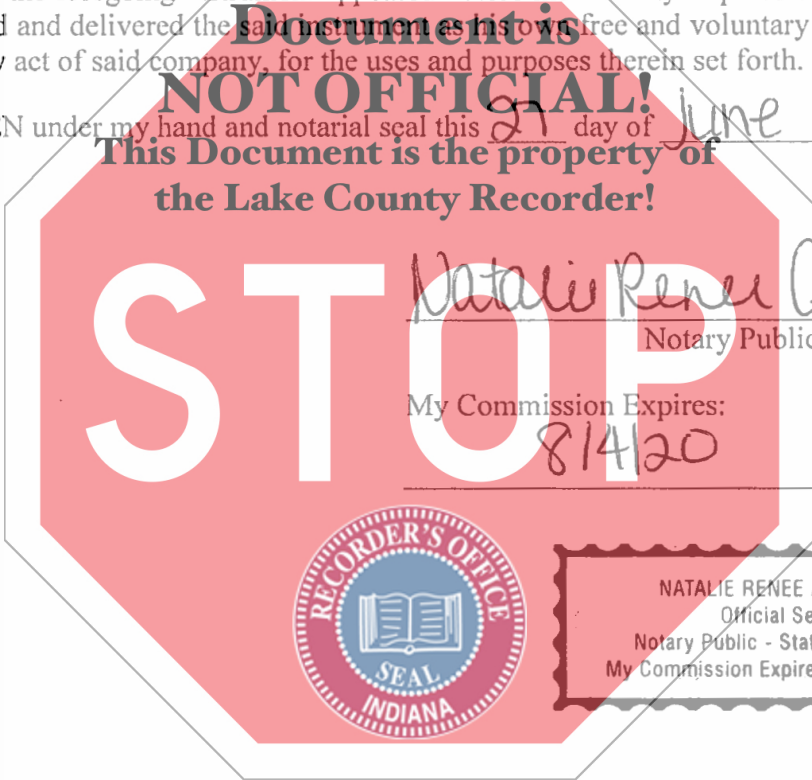 Document is
d and delivered the said instrument as his own free and voluntary
y act of said company, for the uses and purposes therein set forth.
NOT OFFICIAL!
N under my hand and notarial seal this 27 day of June
This Document is the property of
the Lake County Recorder!
STOP
Natalie Renee
Notary Public
My Commission Expires:
8/4/20
RECORDER'S OFFICE
SEAL
INDIANA
NATALIE RENEE
Official Se
Notary Public - Stat
My Commission Expire